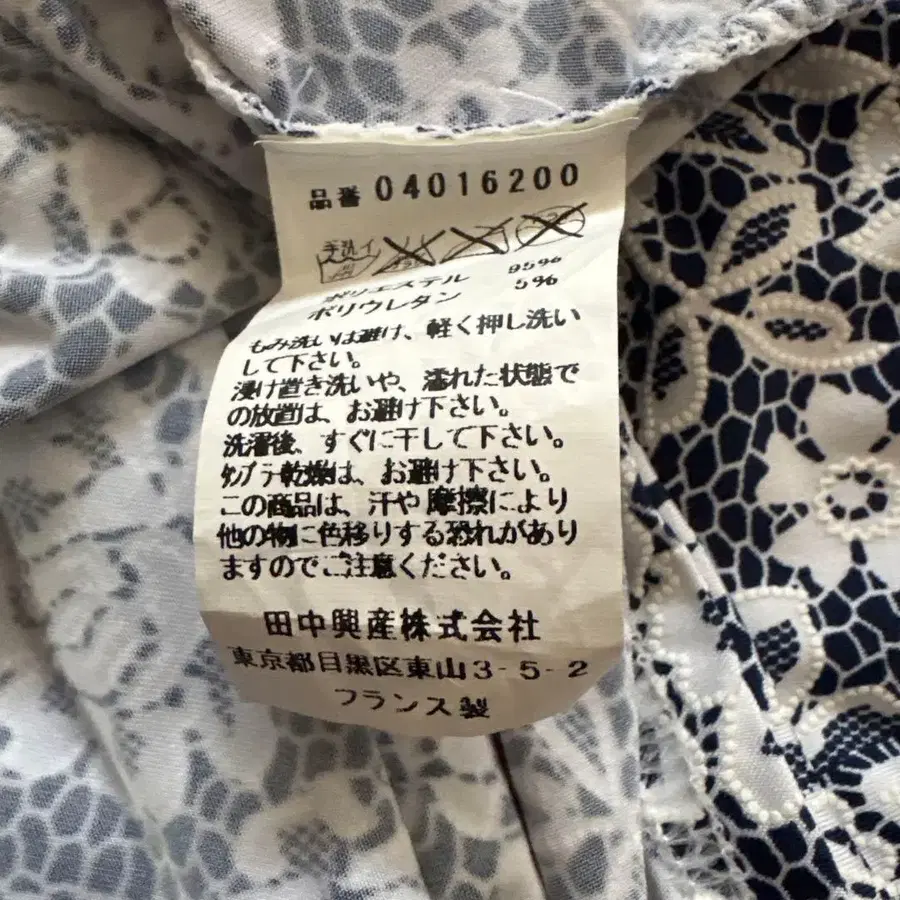 品番 04016200
手洗イ
ポリエステル 95%
ポリウレタン 5%
もみ洗いは避け、軽く押し洗い
して下さい。
浸け置き洗いや、濡れた状態で
の放置は、お避け下さい。
洗濯後、すぐに干して下さい。
ﾀﾝﾌﾞﾗ乾燥は、お避け下さい。
この商品は、汗や摩擦により
他の物に色移りする恐れがあり
ますのでご注意ください。
田中興産株式会社
東京都目黒区東山3-5-2
フランス製